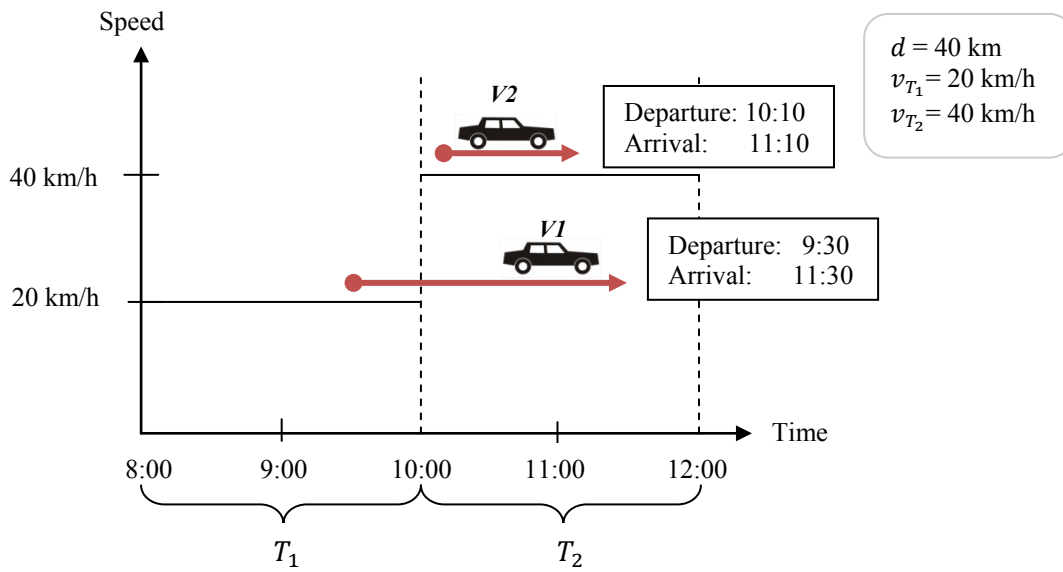 Speed
d = 40 km
v_{T_1} = 20 km/h
v_{T_2} = 40 km/h
V2
Departure: 10:10
Arrival: 11:10
40 km/h
V1
Departure: 9:30
Arrival: 11:30
20 km/h
Time
8:00 9:00 10:00 11:00 12:00
T_1 T_2